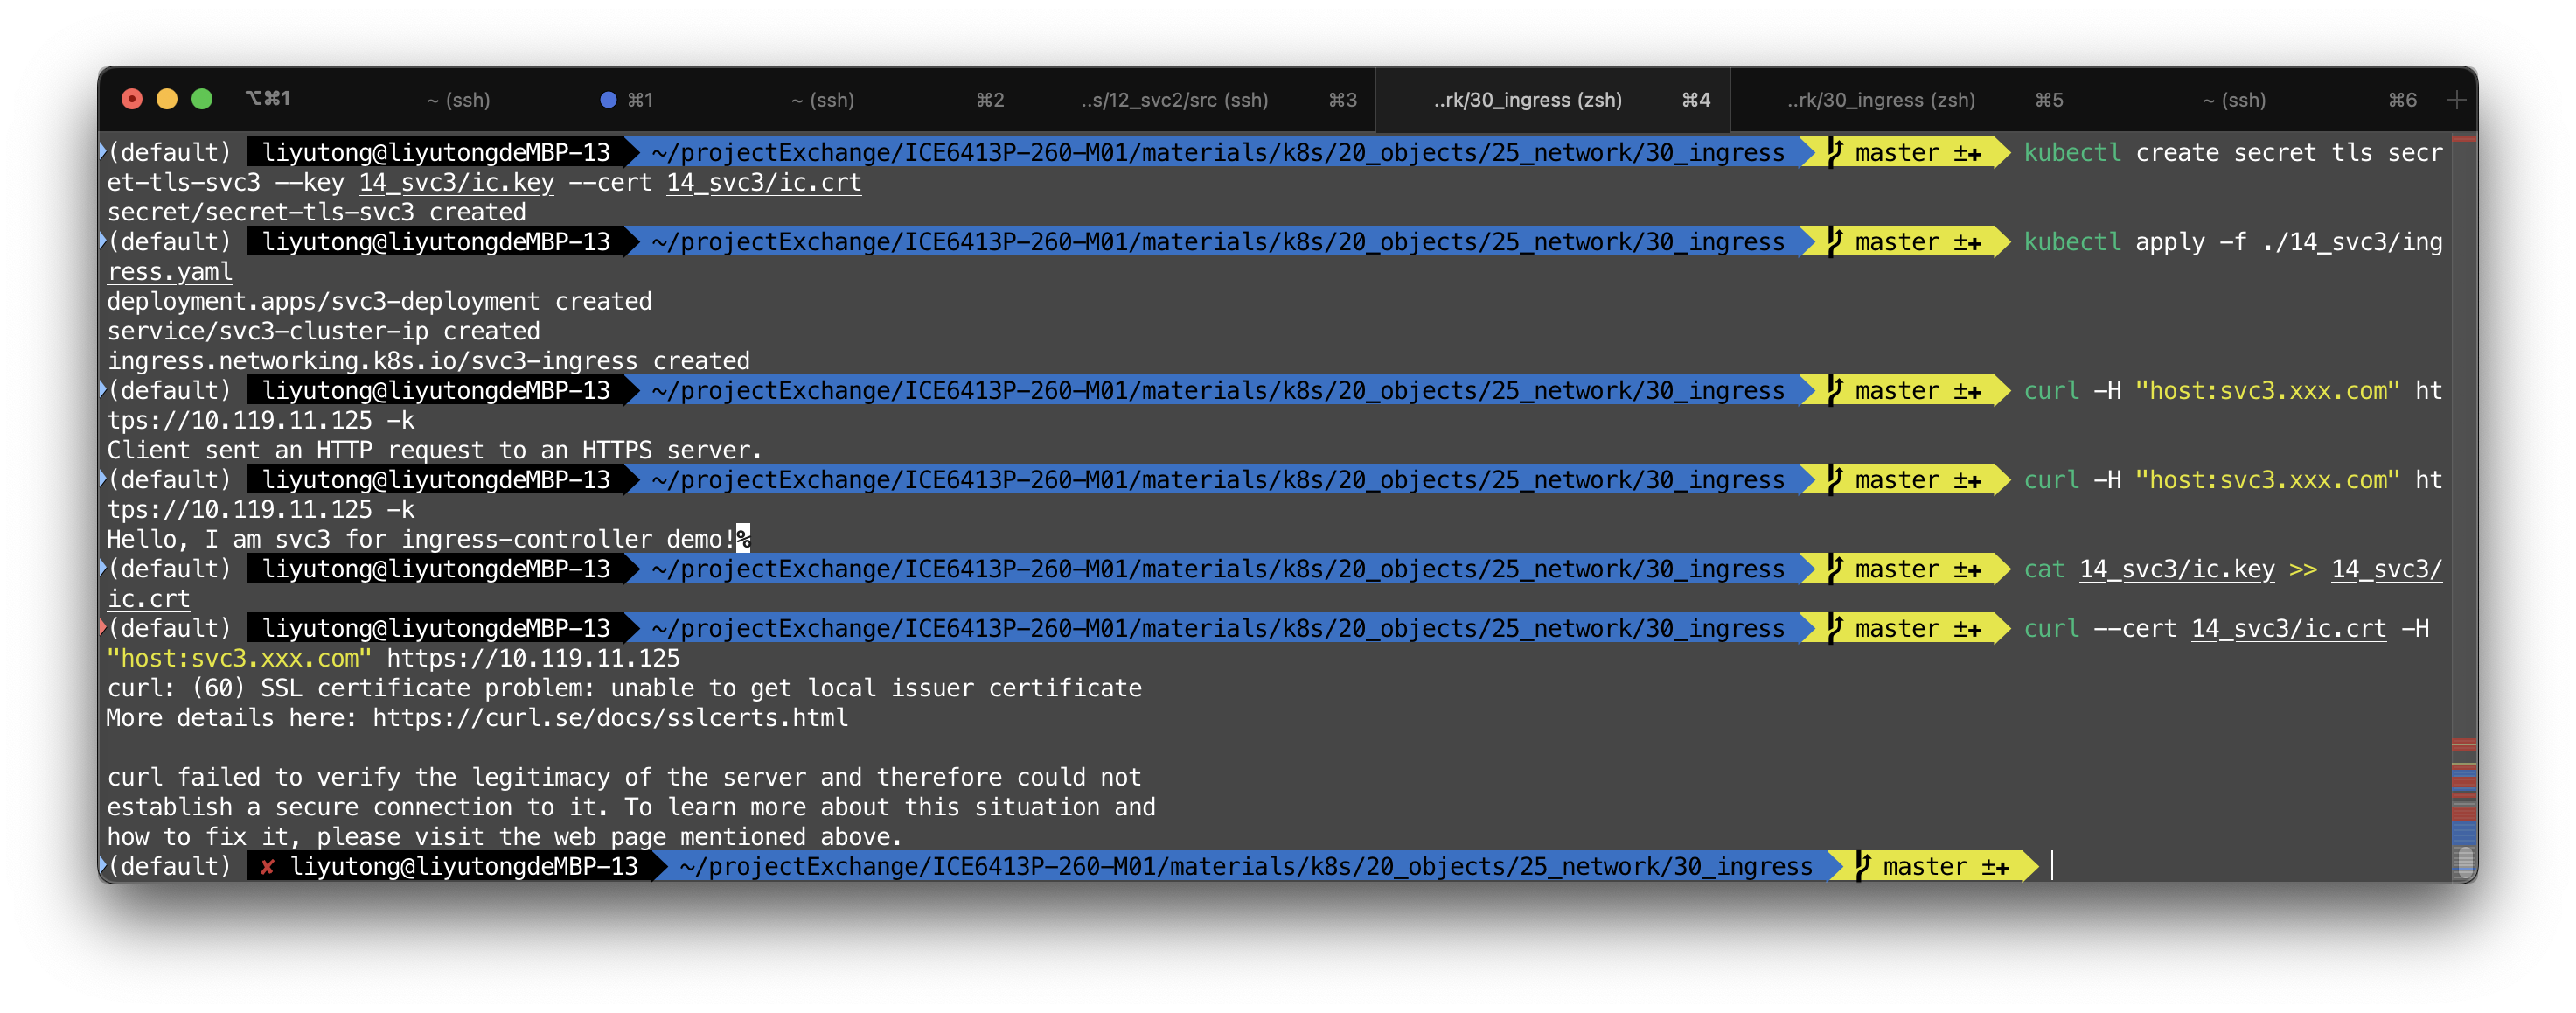 ⌥⌘1 ~ (ssh) ⌘1 ~ (ssh) ⌘2 ..s/12_svc2/src (ssh) ⌘3 ..rk/30_ingress (zsh) ⌘4 ..rk/30_ingress (zsh) ⌘5 ~ (ssh) ⌘6 +
(default) liyutong@liyutongdeMBP-13 ~/projectExchange/ICE6413P-260-M01/materials/k8s/20_objects/25_network/30_ingress master ±✚ kubectl create secret tls secr
et-tls-svc3 --key 14_svc3/ic.key --cert 14_svc3/ic.crt
secret/secret-tls-svc3 created
(default) liyutong@liyutongdeMBP-13 ~/projectExchange/ICE6413P-260-M01/materials/k8s/20_objects/25_network/30_ingress master ±✚ kubectl apply -f ./14_svc3/ing
ress.yaml
deployment.apps/svc3-deployment created
service/svc3-cluster-ip created
ingress.networking.k8s.io/svc3-ingress created
(default) liyutong@liyutongdeMBP-13 ~/projectExchange/ICE6413P-260-M01/materials/k8s/20_objects/25_network/30_ingress master ±✚ curl -H "host:svc3.xxx.com" ht
tps://10.119.11.125 -k
Client sent an HTTP request to an HTTPS server.
(default) liyutong@liyutongdeMBP-13 ~/projectExchange/ICE6413P-260-M01/materials/k8s/20_objects/25_network/30_ingress master ±✚ curl -H "host:svc3.xxx.com" ht
tps://10.119.11.125 -k
Hello, I am svc3 for ingress-controller demo!%
(default) liyutong@liyutongdeMBP-13 ~/projectExchange/ICE6413P-260-M01/materials/k8s/20_objects/25_network/30_ingress master ±✚ cat 14_svc3/ic.key >> 14_svc3/
ic.crt
(default) liyutong@liyutongdeMBP-13 ~/projectExchange/ICE6413P-260-M01/materials/k8s/20_objects/25_network/30_ingress master ±✚ curl --cert 14_svc3/ic.crt -H
"host:svc3.xxx.com" https://10.119.11.125
curl: (60) SSL certificate problem: unable to get local issuer certificate
More details here: https://curl.se/docs/sslcerts.html
curl failed to verify the legitimacy of the server and therefore could not
establish a secure connection to it. To learn more about this situation and
how to fix it, please visit the web page mentioned above.
(default) ✘ liyutong@liyutongdeMBP-13 ~/projectExchange/ICE6413P-260-M01/materials/k8s/20_objects/25_network/30_ingress master ±✚